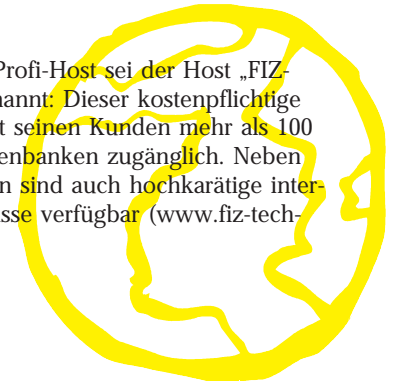 Profi-Host sei der Host „FIZ-
nannt: Dieser kostenpflichtige
t seinen Kunden mehr als 100
enbanken zugänglich. Neben
n sind auch hochkarätige inter-
sse verfügbar (www.fiz-tech-